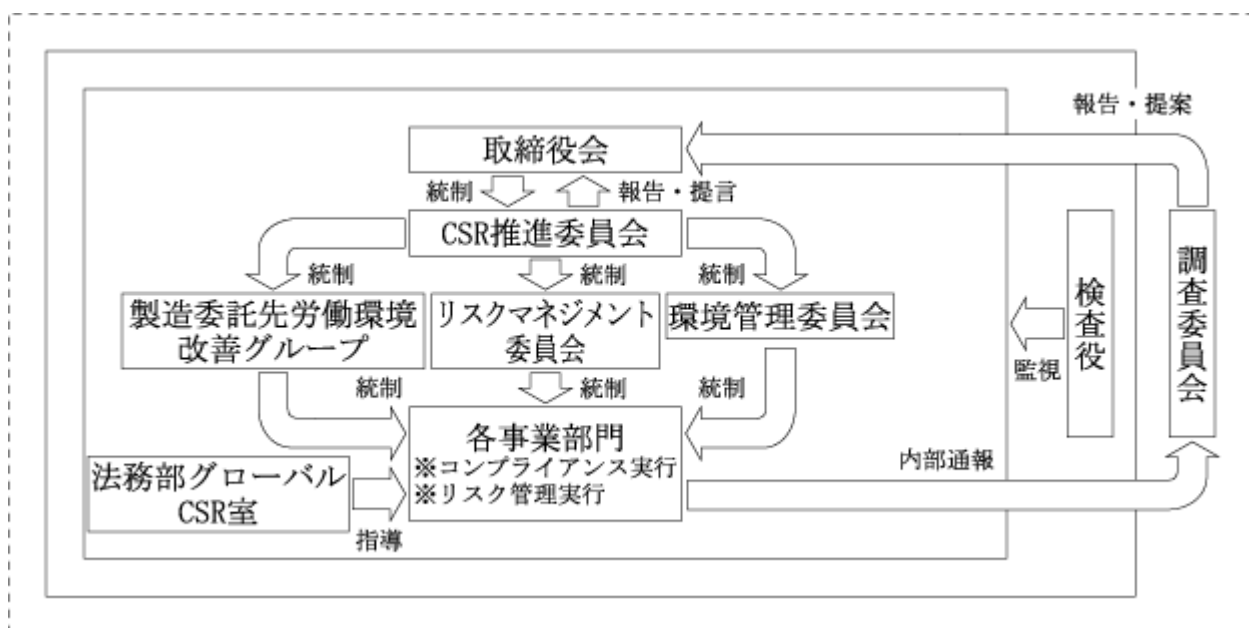 報告・提案
取締役会
統制
報告・提言
CSR推進委員会
統制
統制
統制
製造委託先労働環境
改善グループ
リスクマネジメント
委員会
環境管理委員会
検査役
調査委員会
監視
統制
統制
統制
各事業部門
※コンプライアンス実行
※リスク管理実行
内部通報
法務部グローバル
CSR室
指導